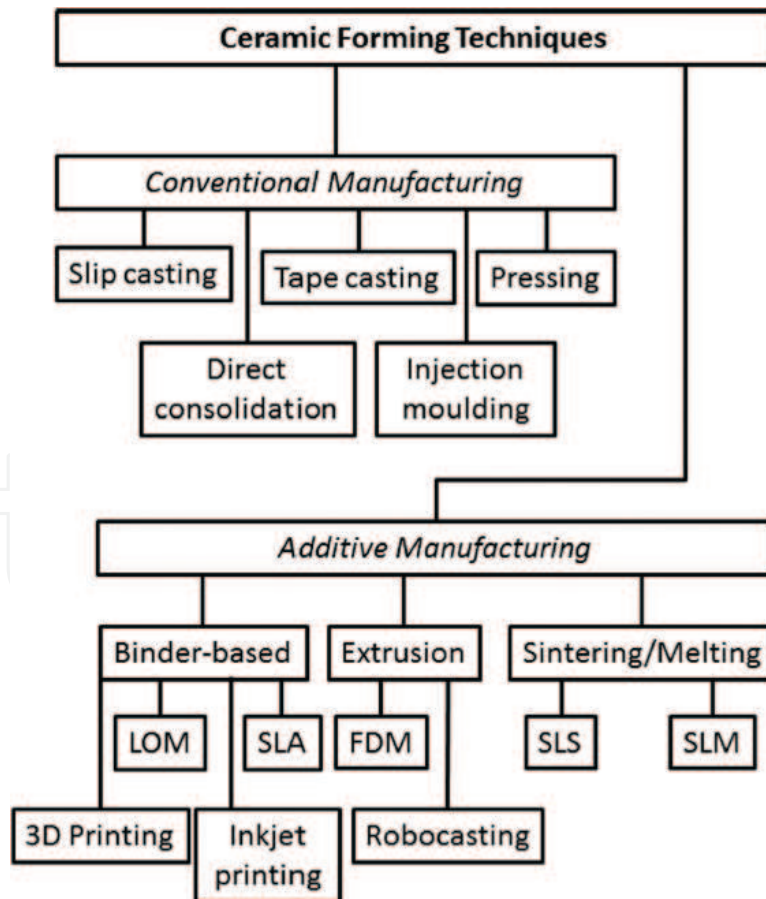 Ceramic Forming Techniques
Conventional Manufacturing
Slip casting
Tape casting
Pressing
Direct
consolidation
Injection
moulding
Additive Manufacturing
Binder-based
Extrusion
Sintering/Melting
LOM
SLA
FDM
SLS
SLM
3D Printing
Inkjet
printing
Robocasting